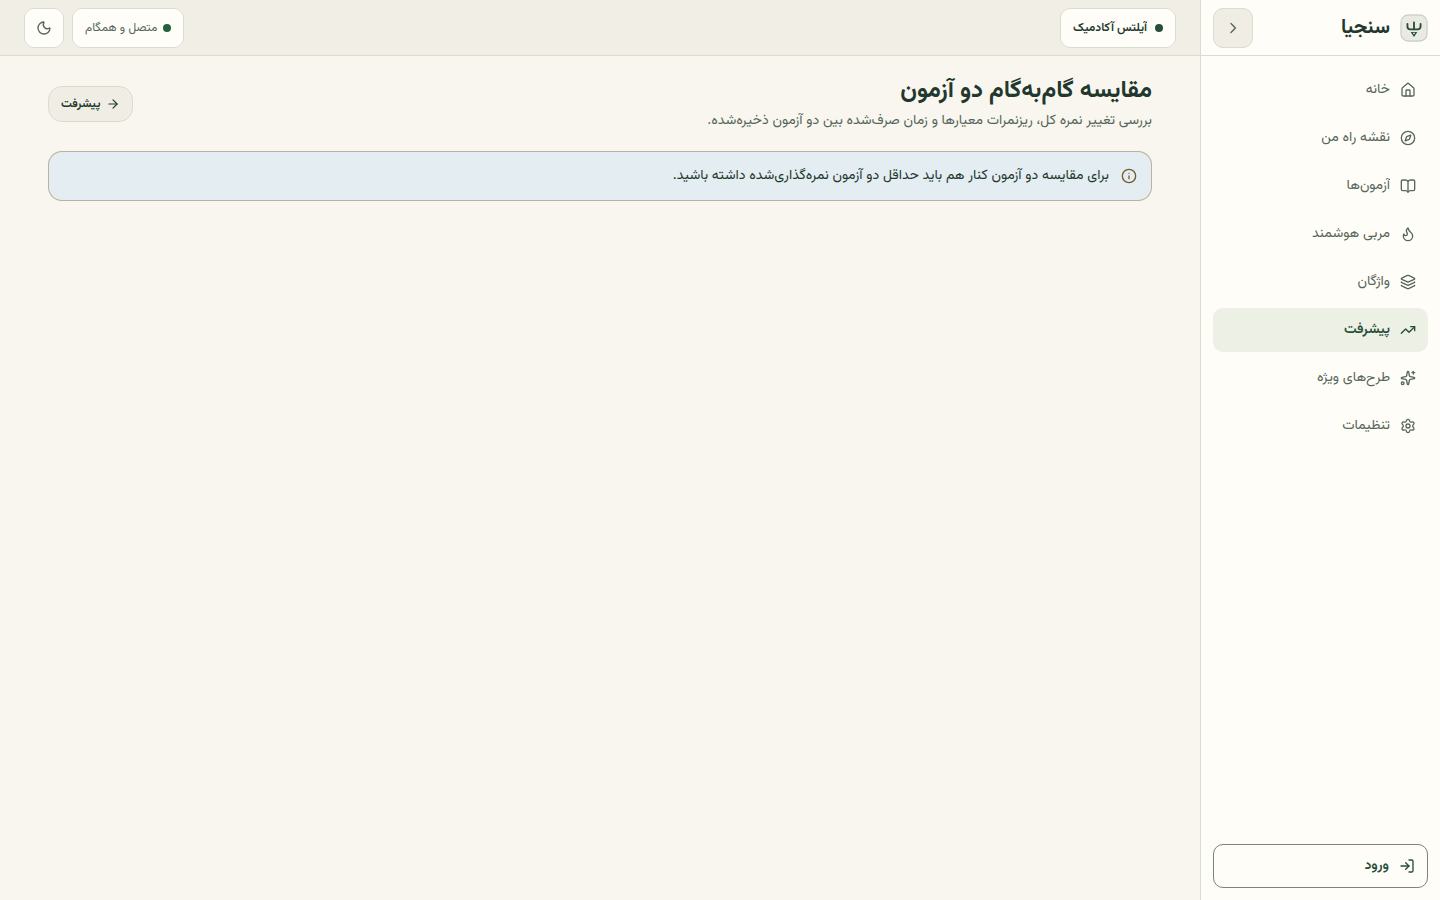 سنجیا
خانه
نقشه راه من
آزمون‌ها
مربی هوشمند
واژگان
پیشرفت
طرح‌های ویژه
تنظیمات
ورود
آیلتس آکادمیک
متصل و همگام
مقایسه گام‌به‌گام دو آزمون
بررسی تغییر نمره کل، ریزنمرات معیارها و زمان صرف‌شده بین دو آزمون ذخیره‌شده.
پیشرفت
برای مقایسه دو آزمون کنار هم باید حداقل دو آزمون نمره‌گذاری‌شده داشته باشید.